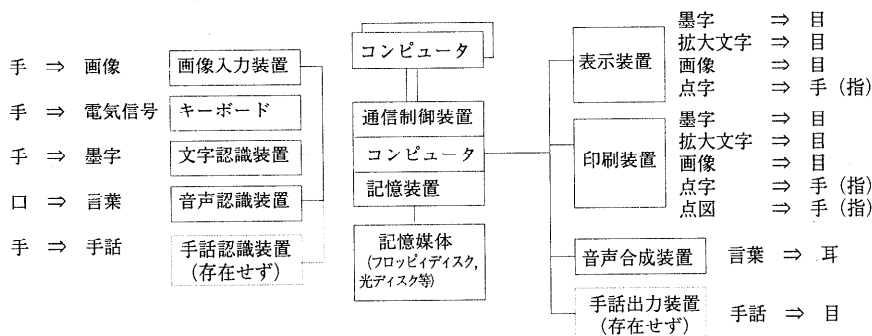 手 ⇒ 画像
画像入力装置
手 ⇒ 電気信号
キーボード
手 ⇒ 墨字
文字認識装置
口 ⇒ 言葉
音声認識装置
手 ⇒ 手話
手話認識装置
(存在せず)
コンピュータ
通信制御装置
コンピュータ
記憶装置
記憶媒体
(フロッピィディスク,
光ディスク等)
表示装置
墨字 ⇒ 目
拡大文字 ⇒ 目
画像 ⇒ 目
点字 ⇒ 手(指)
印刷装置
墨字 ⇒ 目
拡大文字 ⇒ 目
画像 ⇒ 目
点字 ⇒ 手(指)
点図 ⇒ 手(指)
音声合成装置
言葉 ⇒ 耳
手話出力装置
(存在せず)
手話 ⇒ 目